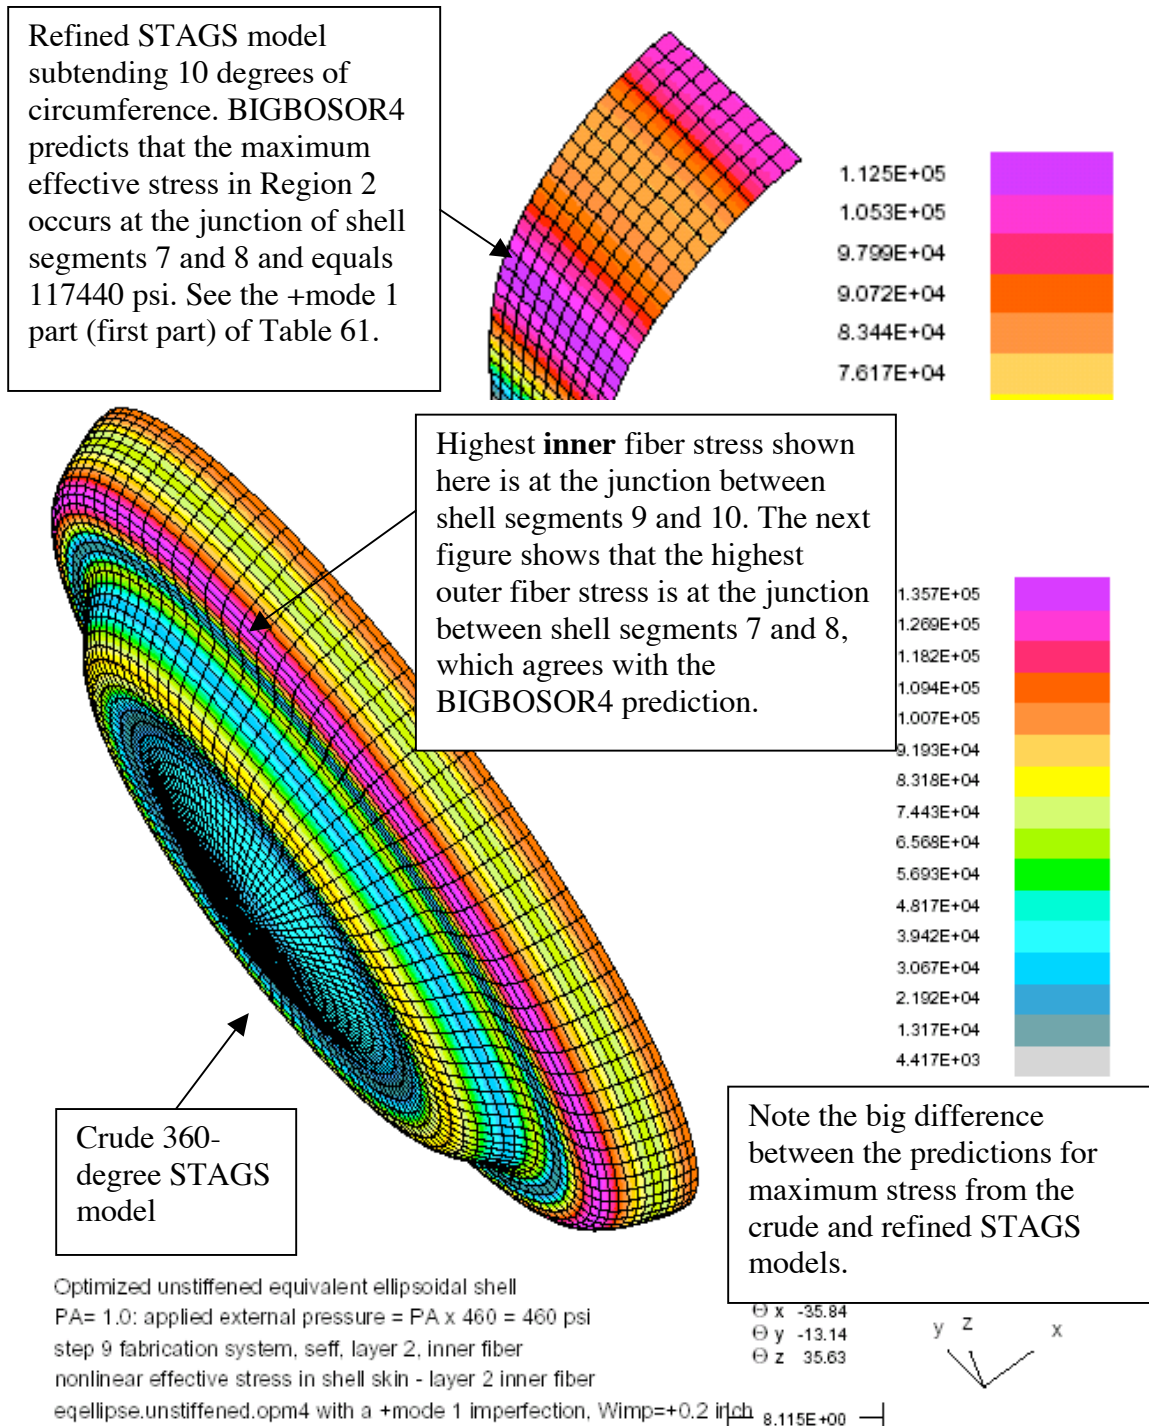 Refined STAGS model
subtending 10 degrees of
circumference. BIGBOSOR4
predicts that the maximum
effective stress in Region 2
occurs at the junction of shell
segments 7 and 8 and equals
117440 psi. See the +mode 1
part (first part) of Table 61.
1.125E+05
1.053E+05
9.799E+04
9.072E+04
8.344E+04
7.617E+04
Highest inner fiber stress shown
here is at the junction between
shell segments 9 and 10. The next
figure shows that the highest
outer fiber stress is at the junction
between shell segments 7 and 8,
which agrees with the
BIGBOSOR4 prediction.
1.357E+05
1.269E+05
1.182E+05
1.094E+05
1.007E+05
9.193E+04
8.318E+04
7.443E+04
6.568E+04
5.693E+04
4.817E+04
3.942E+04
3.067E+04
2.192E+04
1.317E+04
4.417E+03
Crude 360-
degree STAGS
model
Note the big difference
between the predictions for
maximum stress from the
crude and refined STAGS
models.
Optimized unstiffened equivalent ellipsoidal shell
PA= 1.0: applied external pressure = PA x 460 = 460 psi
step 9 fabrication system, seff, layer 2, inner fiber
nonlinear effective stress in shell skin - layer 2 inner fiber
eqellipse.unstiffened.opm4 with a +mode 1 imperfection, Wimp=+0.2 inch
Θ x -35.84
Θ y -13.14
Θ z 35.63
y z x
8.115E+00